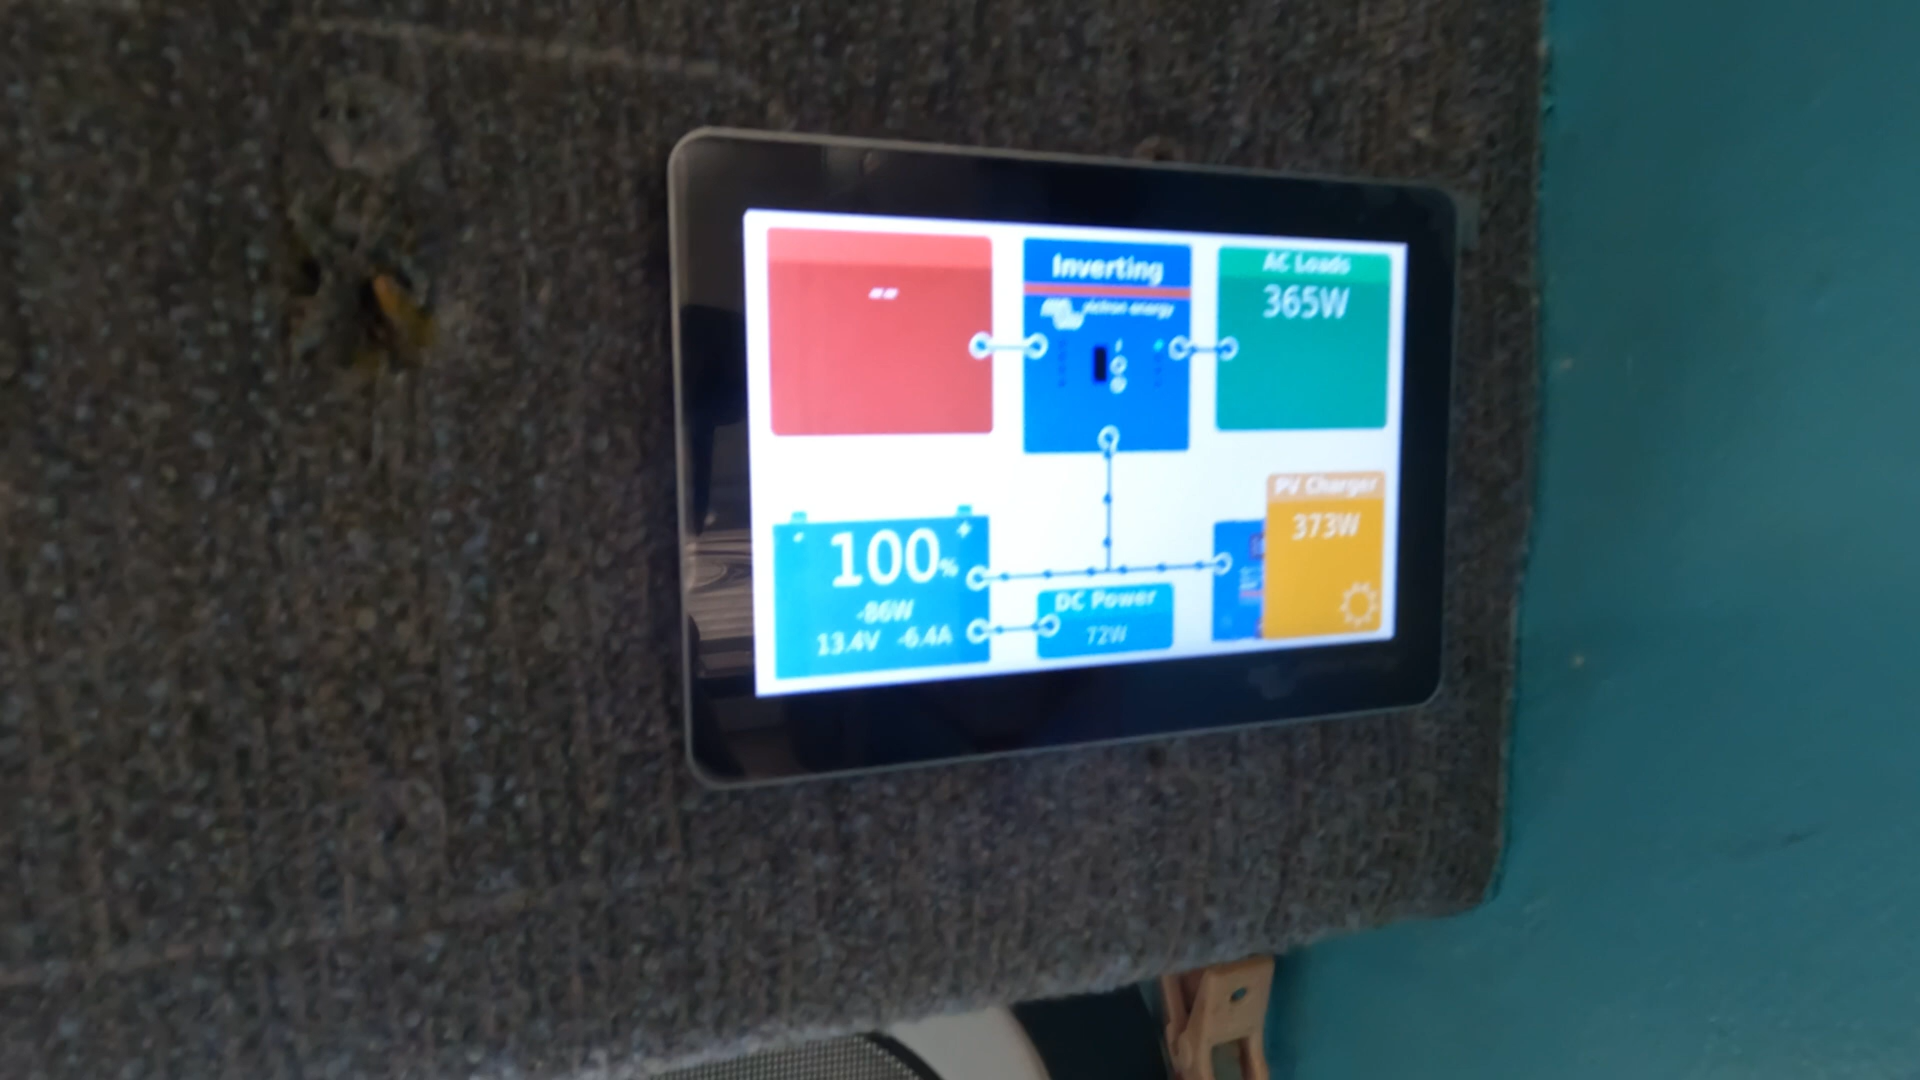 --
Inverting
victron energy
AC Loads
365W
100%
-86W
13.4V -6.4A
DC Power
72W
PV Charger
373W